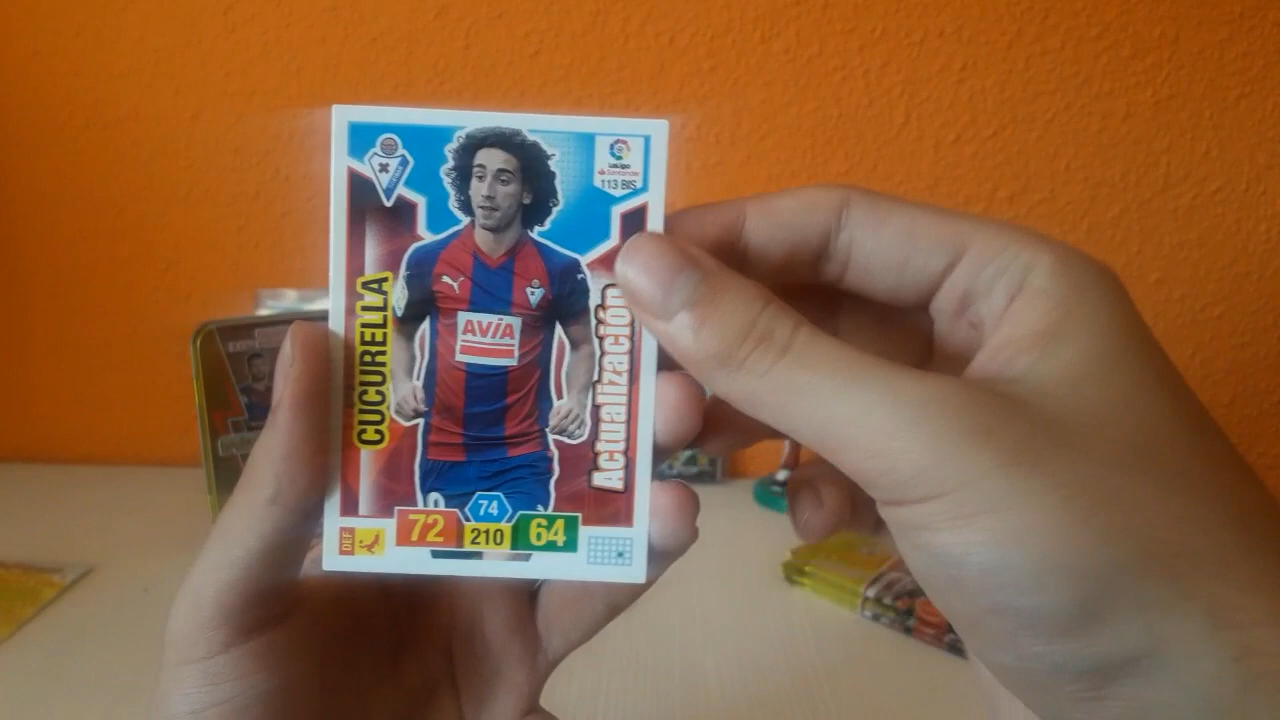 LaLiga
Santander
113 BIS
CUCURELLA
AVIA
Actualización
74
72
210
64
DEF